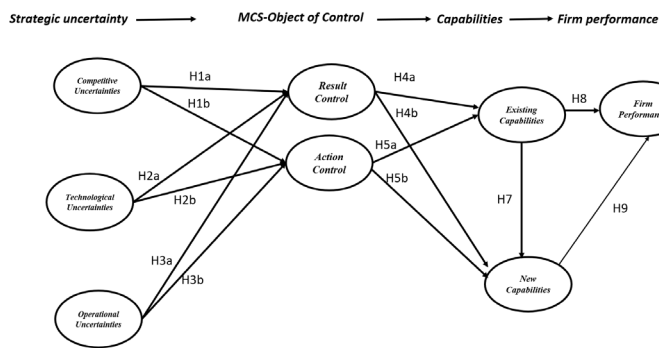 Strategic uncertainty MCS-Object of Control Capabilities Firm performance
Competitive
Uncertainties
H1a
H1b
Result
Control
H4a
H4b
Existing
Capabilities
H8
Firm
Performanc
H2a
H2b
Action
Control
H5a
H5b
Technological
Uncertainties
H7
H9
H3a
H3b
New
Capabilities
Operational
Uncertainties